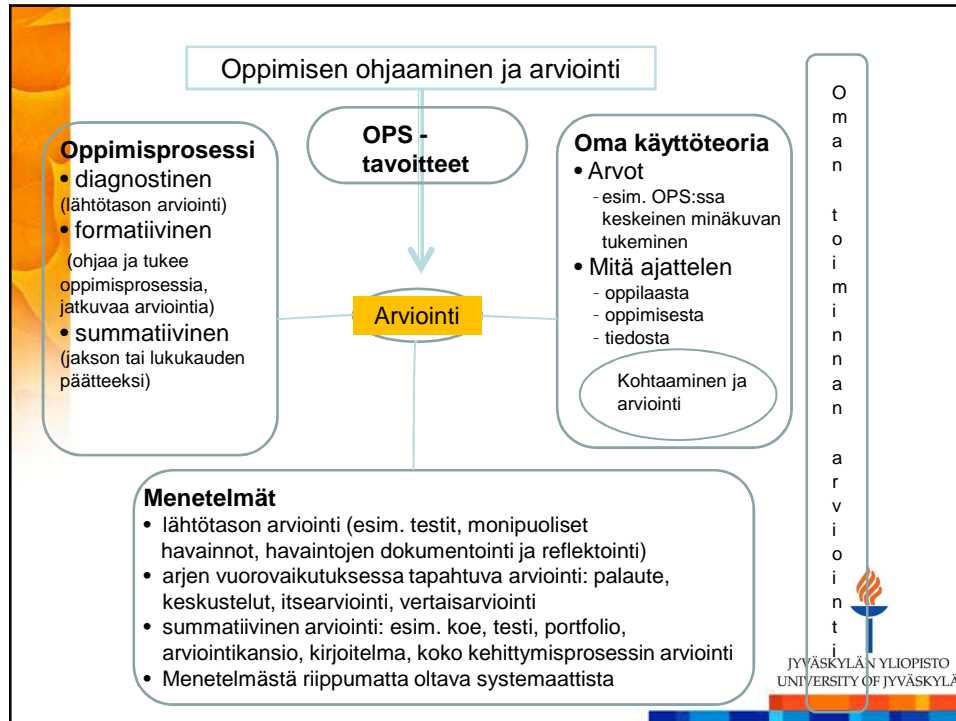 Oppimisen ohjaaminen ja arviointi
OPS -
tavoitteet
Oppimisprosessi
• diagnostinen
(lähtötason arviointi)
• formatiivinen
(ohjaa ja tukee
oppimisprosessia,
jatkuvaa arviointia)
• summatiivinen
(jakson tai lukukauden
päätteeksi)
Arviointi
Oma käyttöteoria
• Arvot
- esim. OPS:ssa
keskeinen minäkuvan
tukeminen
• Mitä ajattelen
- oppilaasta
- oppimisesta
- tiedosta
Kohtaaminen ja
arviointi
Menetelmät
• lähtötason arviointi (esim. testit, monipuoliset
havainnot, havaintojen dokumentointi ja reflektointi)
• arjen vuorovaikutuksessa tapahtuva arviointi: palaute,
keskustelut, itsearviointi, vertaisarviointi
• summatiivinen arviointi: esim. koe, testi, portfolio,
arviointikansio, kirjoitelma, koko kehittymisprosessin arviointi
• Menetelmästä riippumatta oltava systemaattista
Oman toiminnan arviointi
JYVÄSKYLÄN YLIOPISTO
UNIVERSITY OF JYVÄSKYLÄ